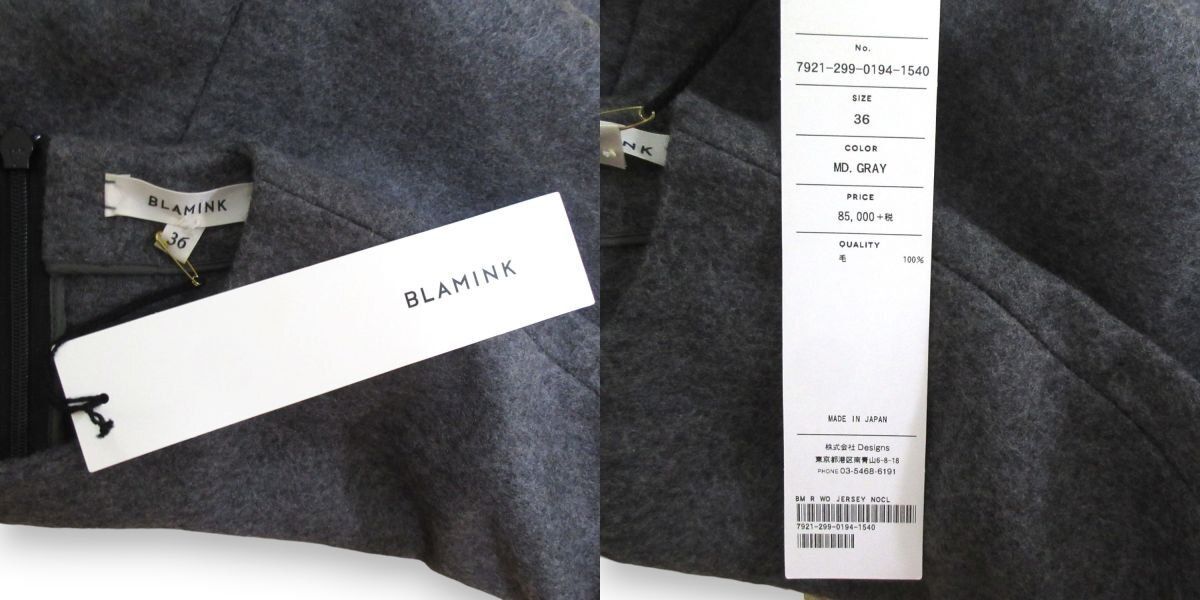 BLAMINK
36
BLAMINK
NK
No.
7921-299-0194-1540
SIZE
36
COLOR
MD. GRAY
PRICE
85,000+税
QUALITY
毛 100%
MADE IN JAPAN
株式会社 Designs
東京都港区南青山6-8-18
PHONE 03-5468-6191
BM R WO JERSEY NOCL
7921-299-0194-1540